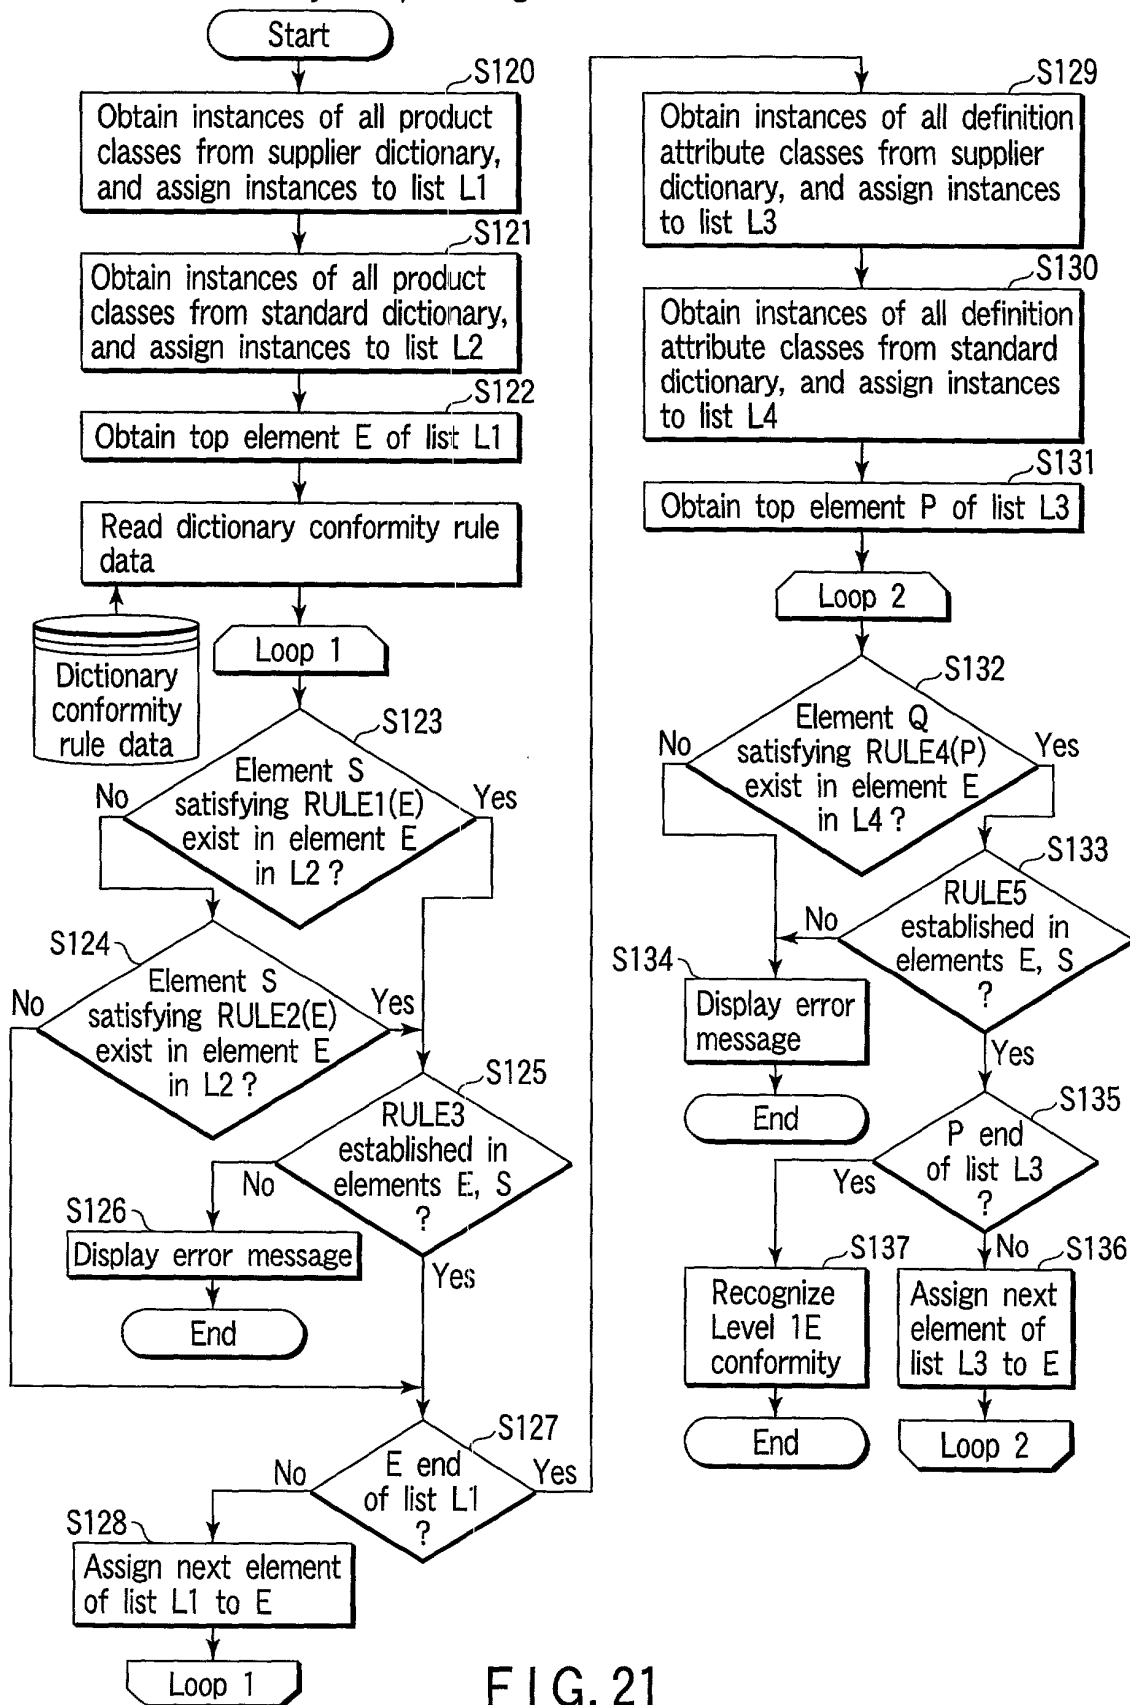 Start
S120
Obtain instances of all product
classes from supplier dictionary,
and assign instances to list L1
S121
Obtain instances of all product
classes from standard dictionary,
and assign instances to list L2
S122
Obtain top element E of list L1
Read dictionary conformity rule
data
Dictionary
conformity
rule data
Loop 1
S123
Element S
satisfying RULE1(E)
exist in element E
in L2 ?
No
Yes
S124
Element S
satisfying RULE2(E)
exist in element E
in L2 ?
No
Yes
S125
RULE3
established in
elements E, S
?
No
Yes
S126
Display error message
End
S127
E end
of list L1
?
No
Yes
S128
Assign next element
of list L1 to E
Loop 1
S129
Obtain instances of all definition
attribute classes from supplier
dictionary, and assign instances
to list L3
S130
Obtain instances of all definition
attribute classes from standard
dictionary, and assign instances
to list L4
S131
Obtain top element P of list L3
Loop 2
S132
Element Q
satisfying RULE4(P)
exist in element E
in L4 ?
No
Yes
S133
RULE5
established in
elements E, S
?
No
Yes
S134
Display error
message
End
S135
P end
of list L3
?
Yes
No
S137
Recognize
Level 1E
conformity
End
S136
Assign next
element of
list L3 to E
Loop 2
FIG. 21